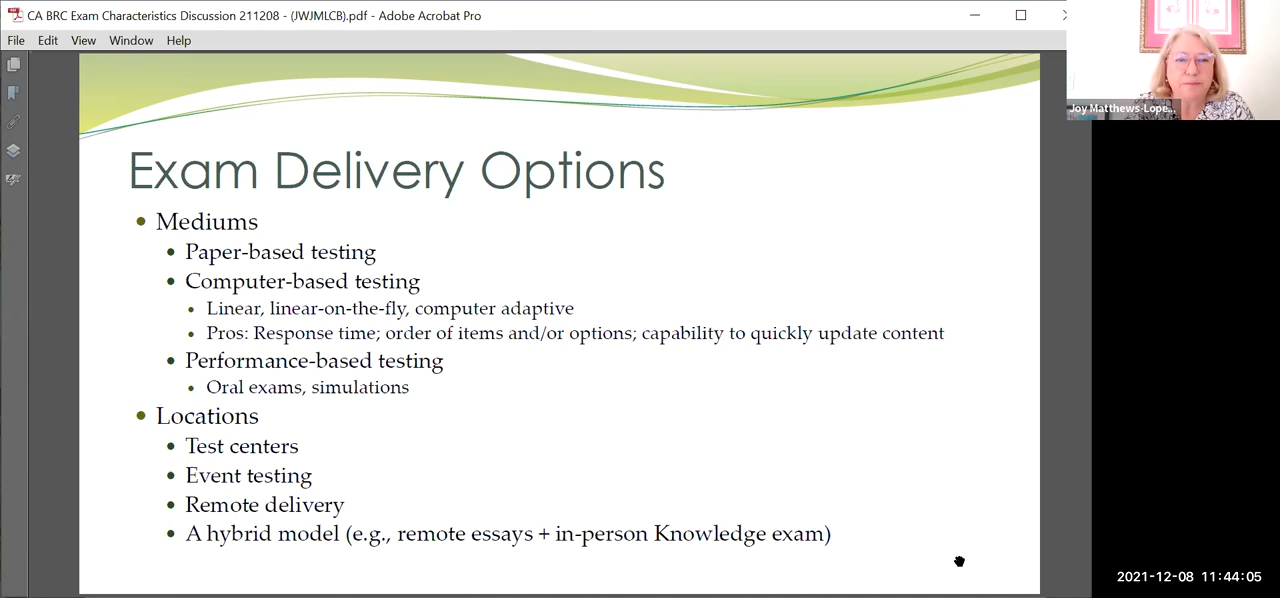 CA BRC Exam Characteristics Discussion 211208 - (JWJMLCB).pdf - Adobe Acrobat Pro
File Edit View Window Help
Joy Matthews-Lope...
Exam Delivery Options
• Mediums
• Paper-based testing
• Computer-based testing
• Linear, linear-on-the-fly, computer adaptive
• Pros: Response time; order of items and/or options; capability to quickly update content
• Performance-based testing
• Oral exams, simulations
• Locations
• Test centers
• Event testing
• Remote delivery
• A hybrid model (e.g., remote essays + in-person Knowledge exam)
2021-12-08 11:44:05